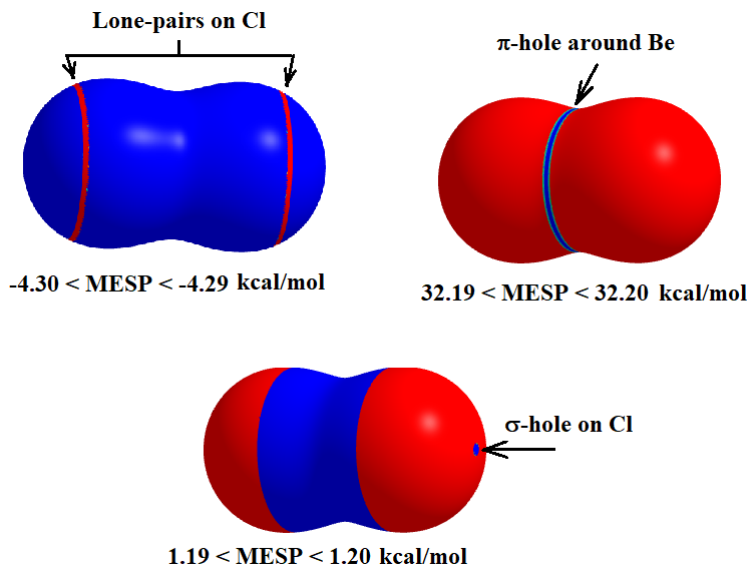 Lone-pairs on Cl
π-hole around Be
-4.30 < MESP < -4.29 kcal/mol
32.19 < MESP < 32.20 kcal/mol
σ-hole on Cl
1.19 < MESP < 1.20 kcal/mol